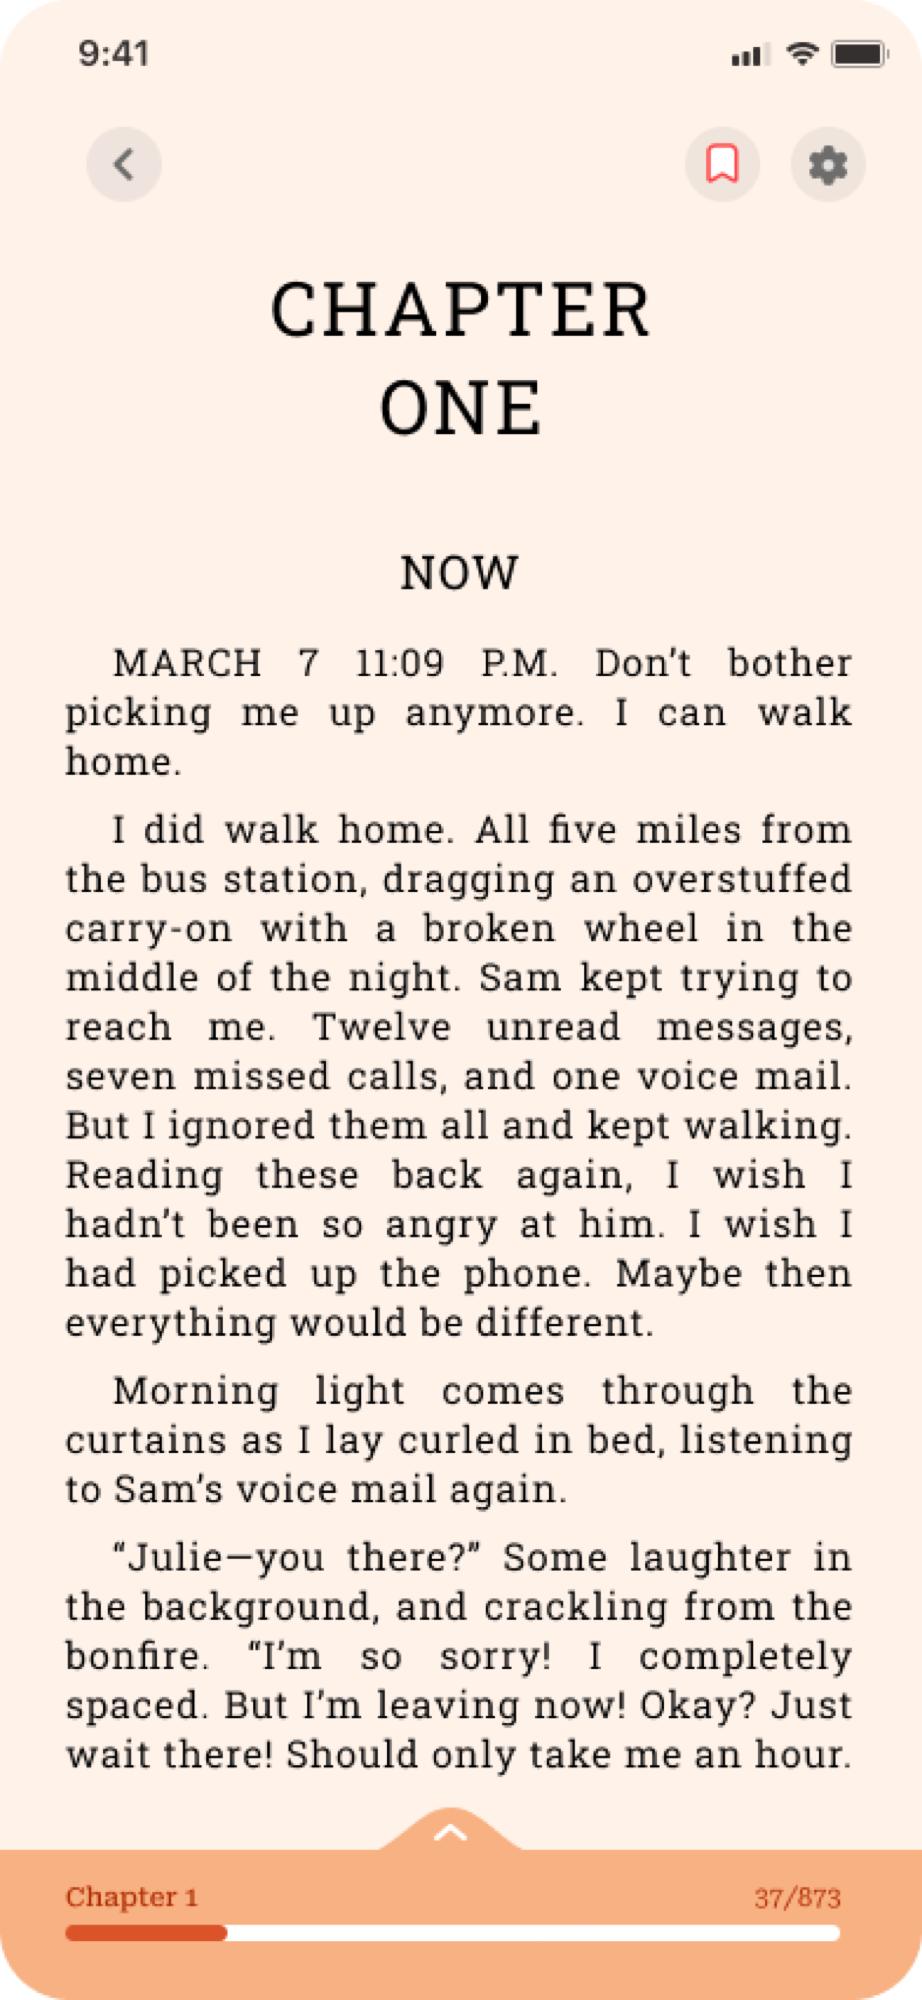 9:41
CHAPTER
ONE
NOW
MARCH 7 11:09 P.M. Don’t bother
picking me up anymore. I can walk
home.
I did walk home. All five miles from
the bus station, dragging an overstuffed
carry-on with a broken wheel in the
middle of the night. Sam kept trying to
reach me. Twelve unread messages,
seven missed calls, and one voice mail.
But I ignored them all and kept walking.
Reading these back again, I wish I
hadn’t been so angry at him. I wish I
had picked up the phone. Maybe then
everything would be different.
Morning light comes through the
curtains as I lay curled in bed, listening
to Sam’s voice mail again.
“Julie—you there?” Some laughter in
the background, and crackling from the
bonfire. “I’m so sorry! I completely
spaced. But I’m leaving now! Okay? Just
wait there! Should only take me an hour.
Chapter 1
37/873